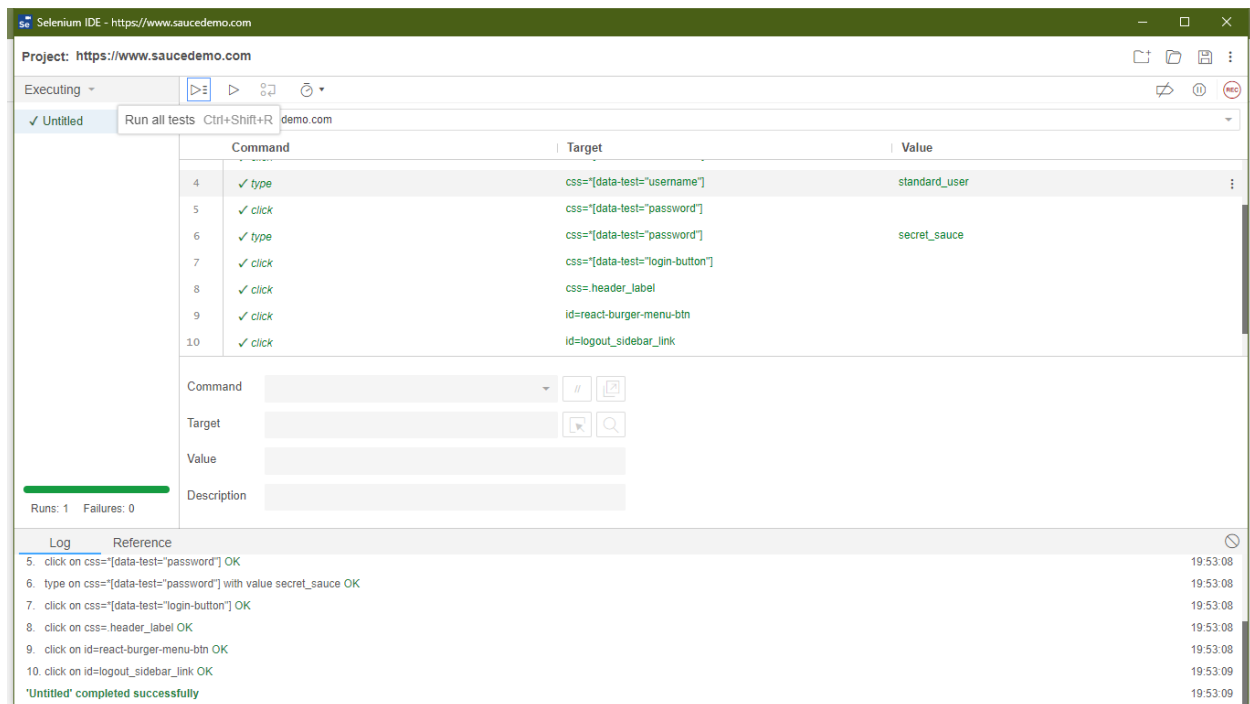 Se Selenium IDE - https://www.saucedemo.com
Project: https://www.saucedemo.com
Executing
REC
✓ Untitled
Run all tests Ctrl+Shift+R
demo.com
Command Target Value
4 ✓ type css=*[data-test="username"] standard_user
5 ✓ click css=*[data-test="password"]
6 ✓ type css=*[data-test="password"] secret_sauce
7 ✓ click css=*[data-test="login-button"]
8 ✓ click css=.header_label
9 ✓ click id=react-burger-menu-btn
10 ✓ click id=logout_sidebar_link
Command
//
Target
Value
Description
Runs: 1 Failures: 0
Log Reference
5. click on css=*[data-test="password"] OK 19:53:08
6. type on css=*[data-test="password"] with value secret_sauce OK 19:53:08
7. click on css=*[data-test="login-button"] OK 19:53:08
8. click on css=.header_label OK 19:53:08
9. click on id=react-burger-menu-btn OK 19:53:08
10. click on id=logout_sidebar_link OK 19:53:09
'Untitled' completed successfully 19:53:09